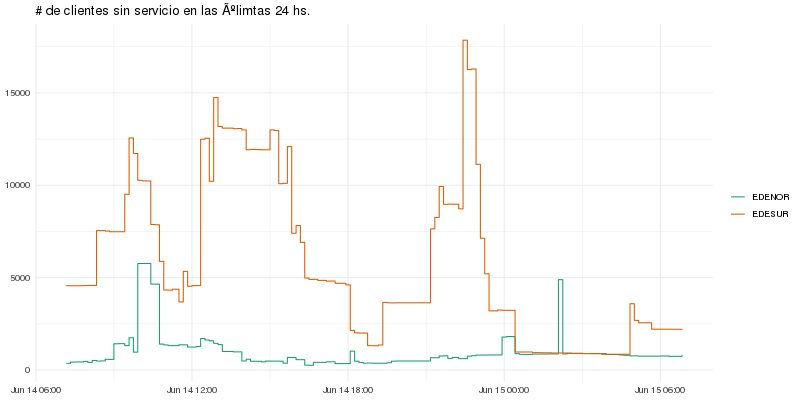 # de clientes sin servicio en las Ãºlimtas 24 hs.
15000
10000
5000
0
Jun 14 06:00
Jun 14 12:00
Jun 14 18:00
Jun 15 00:00
Jun 15 06:00
EDENOR
EDESUR